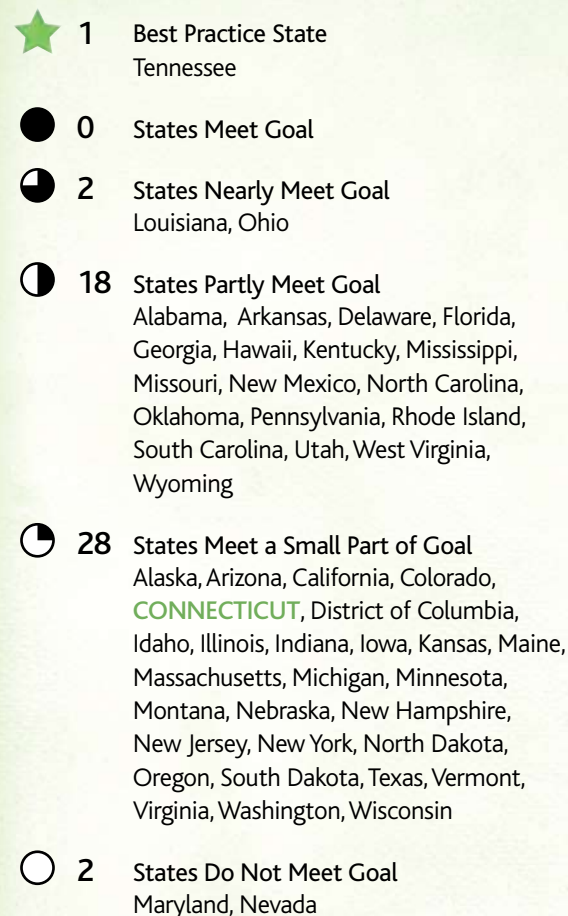 1 Best Practice State
Tennessee
0 States Meet Goal
2 States Nearly Meet Goal
Louisiana, Ohio
18 States Partly Meet Goal
Alabama, Arkansas, Delaware, Florida,
Georgia, Hawaii, Kentucky, Mississippi,
Missouri, New Mexico, North Carolina,
Oklahoma, Pennsylvania, Rhode Island,
South Carolina, Utah, West Virginia,
Wyoming
28 States Meet a Small Part of Goal
Alaska, Arizona, California, Colorado,
CONNECTICUT, District of Columbia,
Idaho, Illinois, Indiana, Iowa, Kansas, Maine,
Massachusetts, Michigan, Minnesota,
Montana, Nebraska, New Hampshire,
New Jersey, New York, North Dakota,
Oregon, South Dakota, Texas, Vermont,
Virginia, Washington, Wisconsin
2 States Do Not Meet Goal
Maryland, Nevada